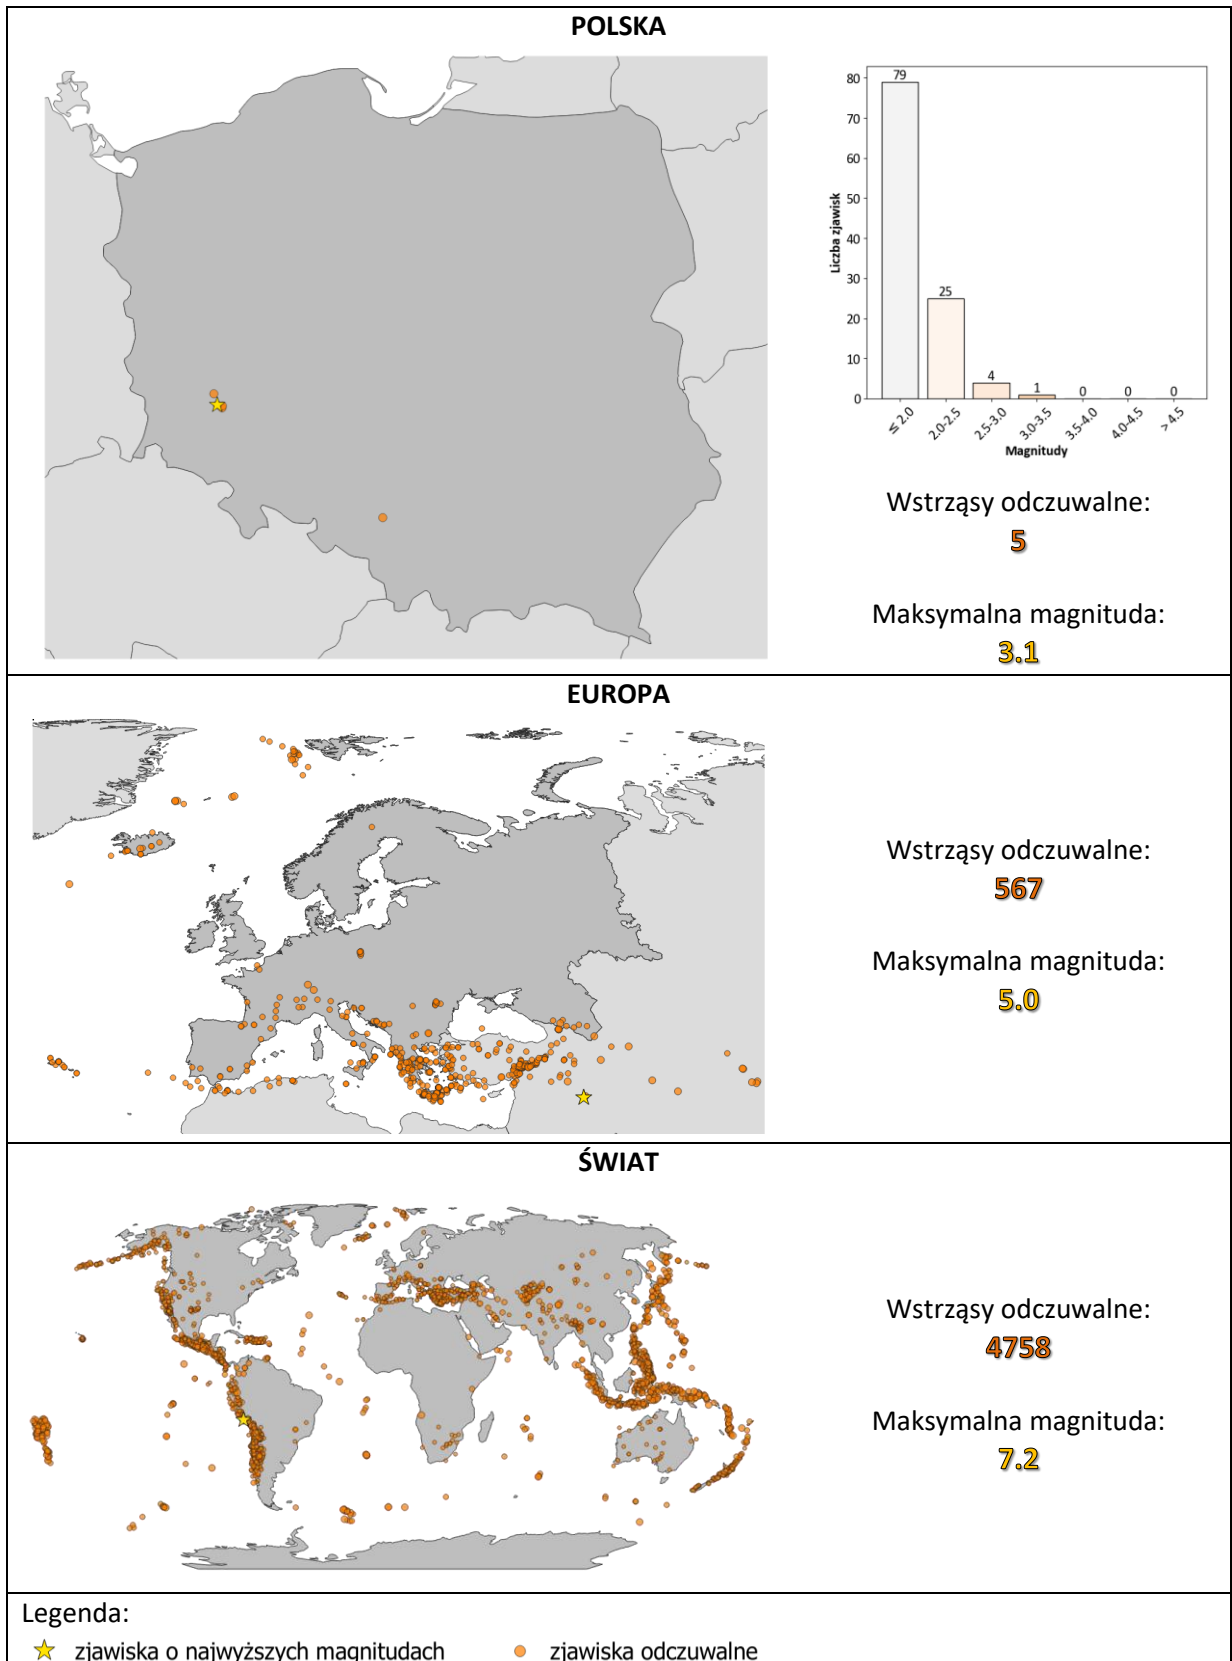 POLSKA
80
70
60
50
40
30
20
10
0
Liczba zjawisk
79
25
4
1
0
0
0
≤ 2.0
2.0-2.5
2.5-3.0
3.0-3.5
3.5-4.0
4.0-4.5
> 4.5
Magnitudy
Wstrząsy odczuwalne:
5
Maksymalna magnituda:
3.1
EUROPA
Wstrząsy odczuwalne:
567
Maksymalna magnituda:
5.0
ŚWIAT
Wstrząsy odczuwalne:
4758
Maksymalna magnituda:
7.2
Legenda:
zjawiska o najwyższych magnitudach
zjawiska odczuwalne